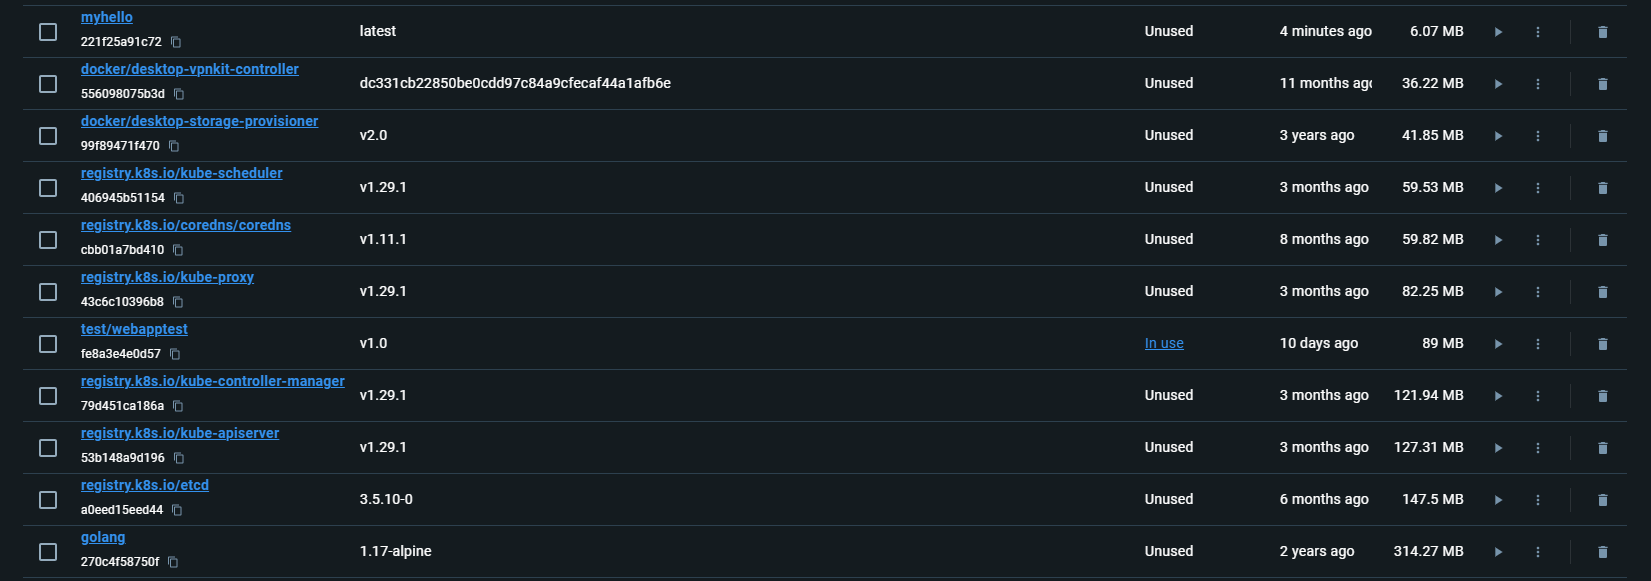 myhello
221f25a91c72
latest
Unused
4 minutes ago
6.07 MB
docker/desktop-vpnkit-controller
556098075b3d
dc331cb22850be0cdd97c84a9cfecaf44a1afb6e
Unused
11 months ago
36.22 MB
docker/desktop-storage-provisioner
99f89471f470
v2.0
Unused
3 years ago
41.85 MB
registry.k8s.io/kube-scheduler
406945b51154
v1.29.1
Unused
3 months ago
59.53 MB
registry.k8s.io/coredns/coredns
cbb01a7bd410
v1.11.1
Unused
8 months ago
59.82 MB
registry.k8s.io/kube-proxy
43c6c10396b8
v1.29.1
Unused
3 months ago
82.25 MB
test/webapptest
fe8a3e4e0d57
v1.0
In use
10 days ago
89 MB
registry.k8s.io/kube-controller-manager
79d451ca186a
v1.29.1
Unused
3 months ago
121.94 MB
registry.k8s.io/kube-apiserver
53b148a9d196
v1.29.1
Unused
3 months ago
127.31 MB
registry.k8s.io/etcd
a0eed15eed44
3.5.10-0
Unused
6 months ago
147.5 MB
golang
270c4f58750f
1.17-alpine
Unused
2 years ago
314.27 MB